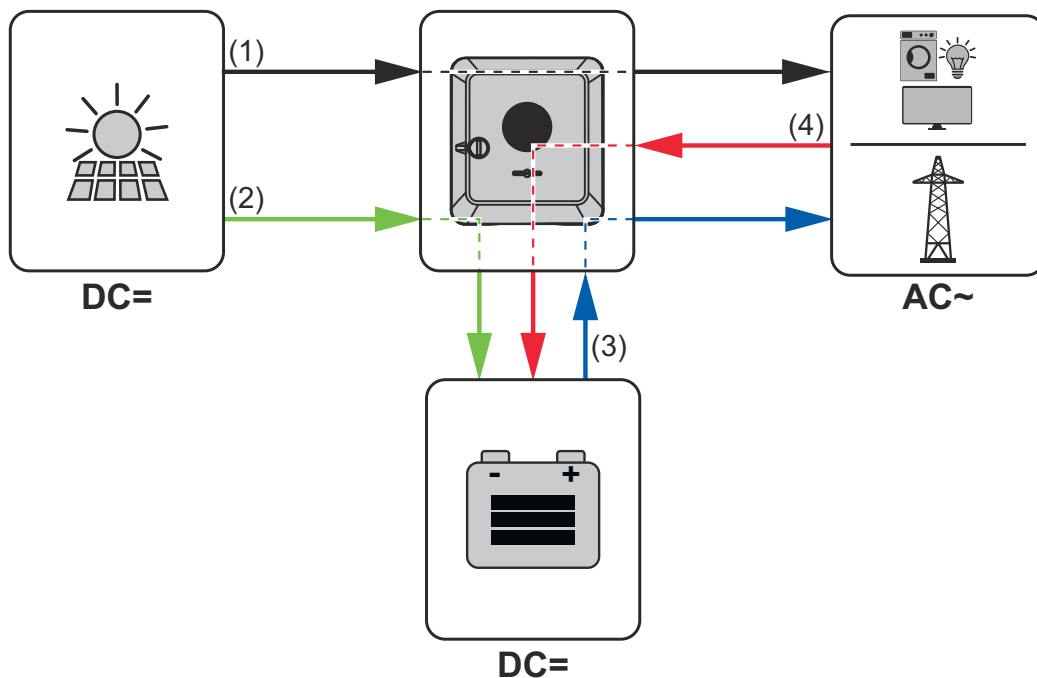 (1)
(4)
(2)
DC=
AC~
(3)
- +
DC=